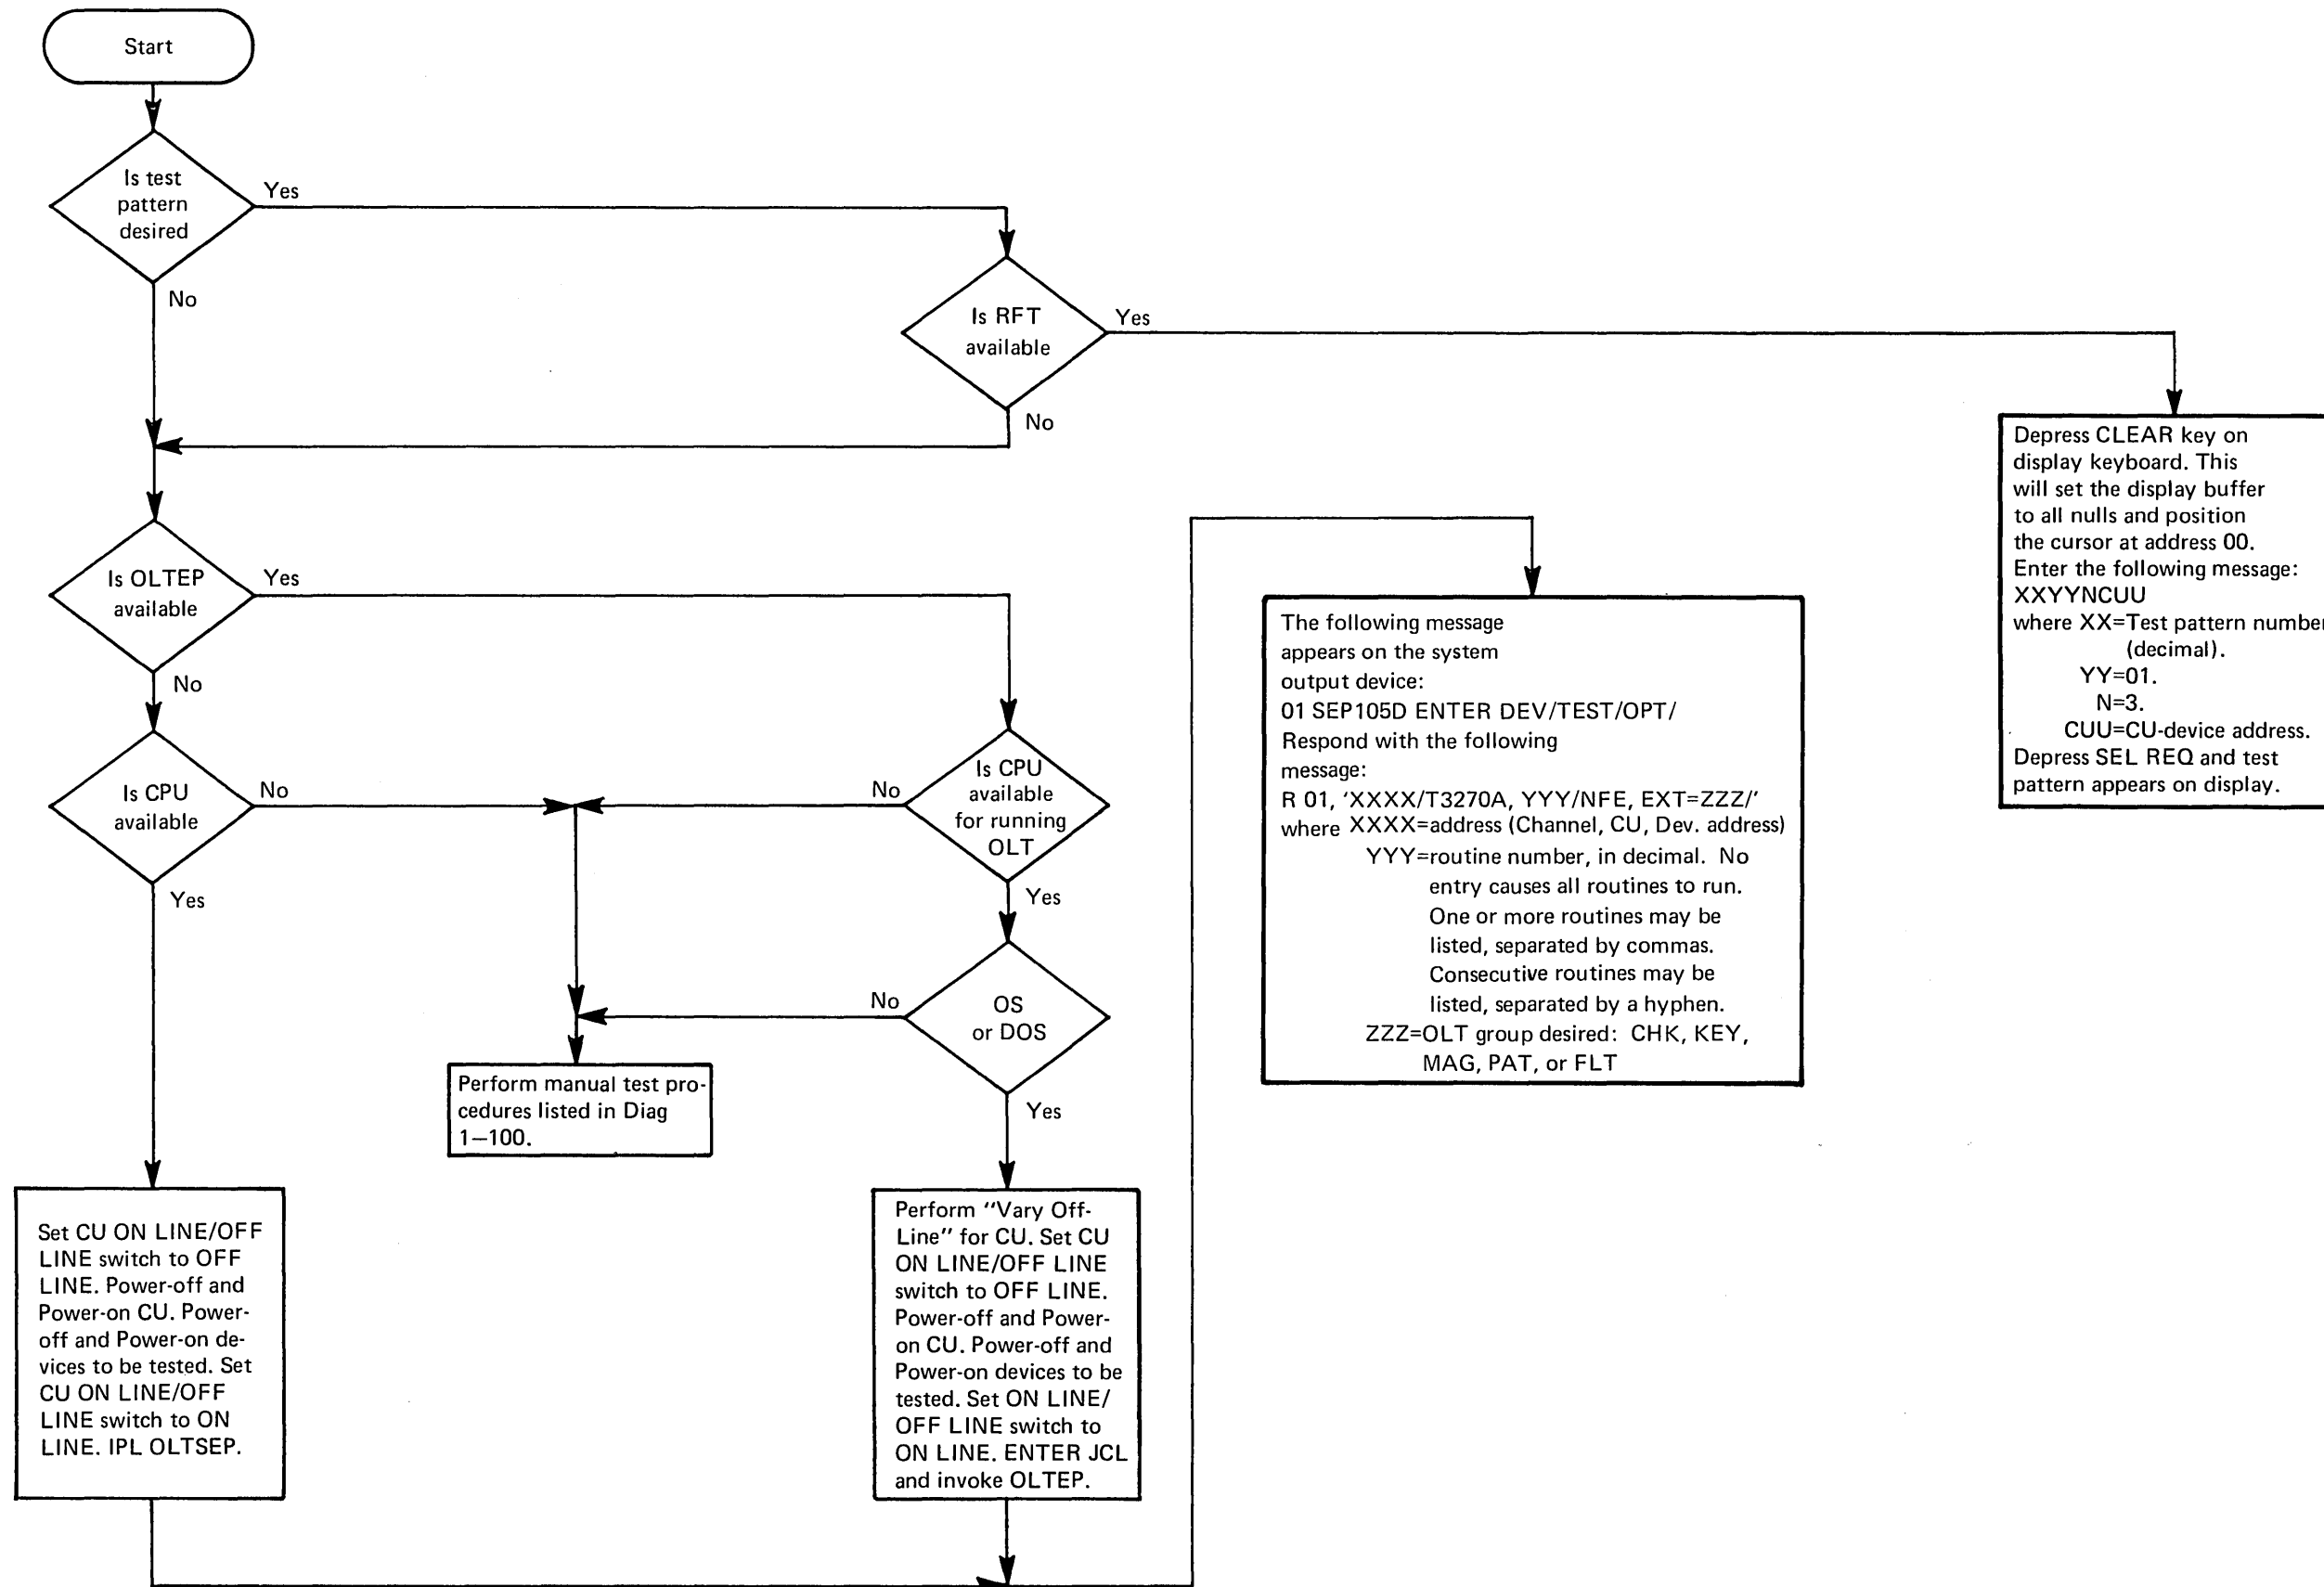 Start
Is test
pattern
desired
Yes
No
Is RFT
available
Yes
No
Depress CLEAR key on
display keyboard. This
will set the display buffer
to all nulls and position
the cursor at address 00.
Enter the following message:
XXYYNCUU
where XX=Test pattern number
(decimal).
YY=01.
N=3.
CUU=CU-device address.
Depress SEL REQ and test
pattern appears on display.
Is OLTEP
available
Yes
No
Is CPU
available
No
Yes
Is CPU
available
for running
OLT
No
Yes
OS
or DOS
No
Yes
The following message
appears on the system
output device:
01 SEP105D ENTER DEV/TEST/OPT/
Respond with the following
message:
R 01, ‘XXXX/T3270A, YYY/NFE, EXT=ZZZ/’
where XXXX=address (Channel, CU, Dev. address)
YYY=routine number, in decimal. No
entry causes all routines to run.
One or more routines may be
listed, separated by commas.
Consecutive routines may be
listed, separated by a hyphen.
ZZZ=OLT group desired: CHK, KEY,
MAG, PAT, or FLT
Perform manual test pro-
cedures listed in Diag
1—100.
Set CU ON LINE/OFF
LINE switch to OFF
LINE. Power-off and
Power-on CU. Power-
off and Power-on de-
vices to be tested. Set
CU ON LINE/OFF
LINE switch to ON
LINE. IPL OLTSEP.
Perform “Vary Off-
Line” for CU. Set CU
ON LINE/OFF LINE
switch to OFF LINE.
Power-off and Power-
on CU. Power-off and
Power-on devices to be
tested. Set ON LINE/
OFF LINE switch to
ON LINE. ENTER JCL
and invoke OLTEP.